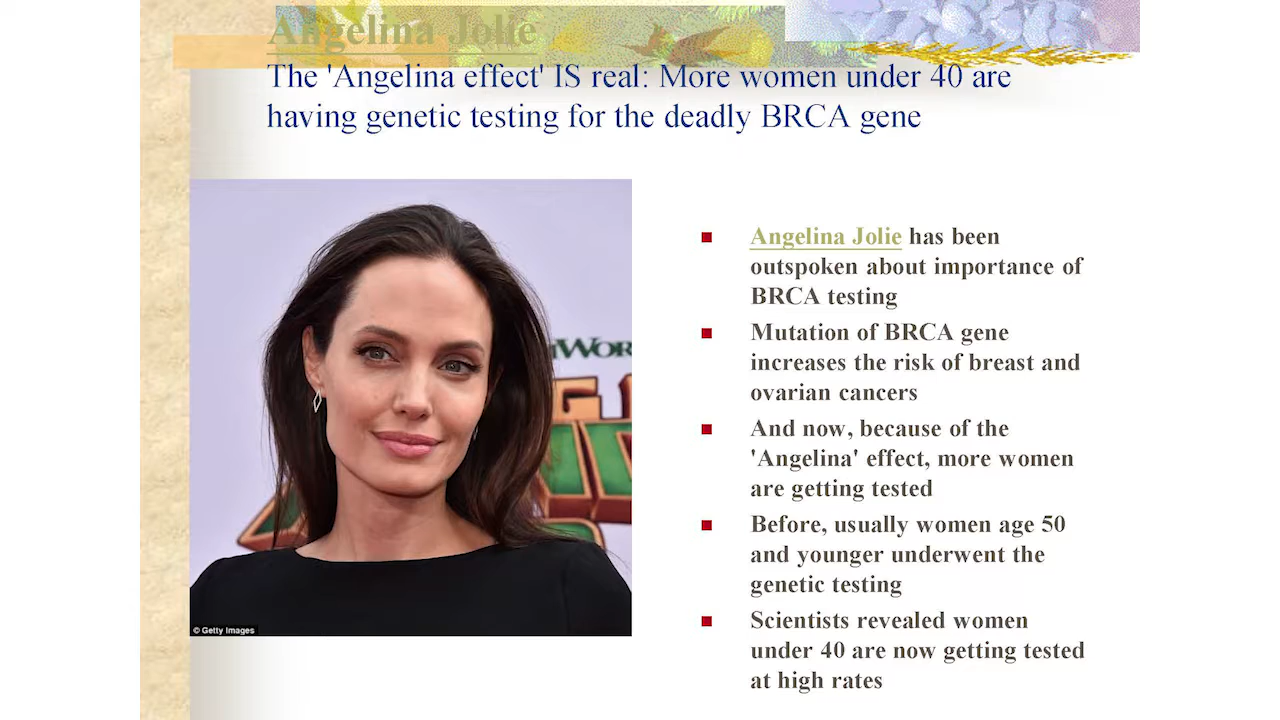 Angelina Jolie
The 'Angelina effect' IS real: More women under 40 are
having genetic testing for the deadly BRCA gene
Angelina Jolie has been
outspoken about importance of
BRCA testing
Mutation of BRCA gene
increases the risk of breast and
ovarian cancers
And now, because of the
'Angelina' effect, more women
are getting tested
Before, usually women age 50
and younger underwent the
genetic testing
Scientists revealed women
under 40 are now getting tested
at high rates
© Getty Images